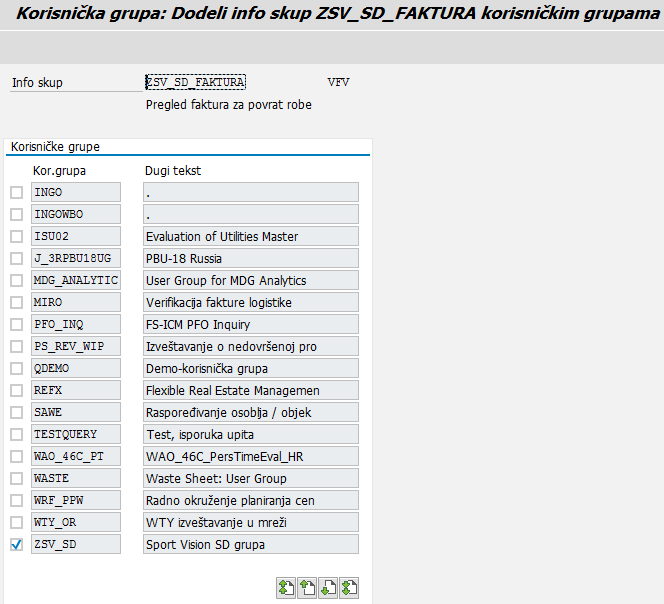 Korisnička grupa: Dodeli info skup ZSV_SD_FAKTURA korisničkim grupama
Info skup ZSV_SD_FAKTURA VFV
Pregled faktura za povrat robe
Korisničke grupe
Kor.grupa Dugi tekst
INGO .
INGOWBO .
ISU02 Evaluation of Utilities Master
J_3RPBU18UG PBU-18 Russia
MDG_ANALYTIC User Group for MDG Analytics
MIRO Verifikacija fakture logistike
PFO_INQ FS-ICM PFO Inquiry
PS_REV_WIP Izveštavanje o nedovršenoj pro
QDEMO Demo-korisnička grupa
REFX Flexible Real Estate Managemen
SAWE Raspoređivanje osoblja / objek
TESTQUERY Test, isporuka upita
WAO_46C_PT WAO_46C_PersTimeEval_HR
WASTE Waste Sheet: User Group
WRF_PPW Radno okruženje planiranja cen
WTY_OR WTY izveštavanje u mreži
ZSV_SD Sport Vision SD grupa